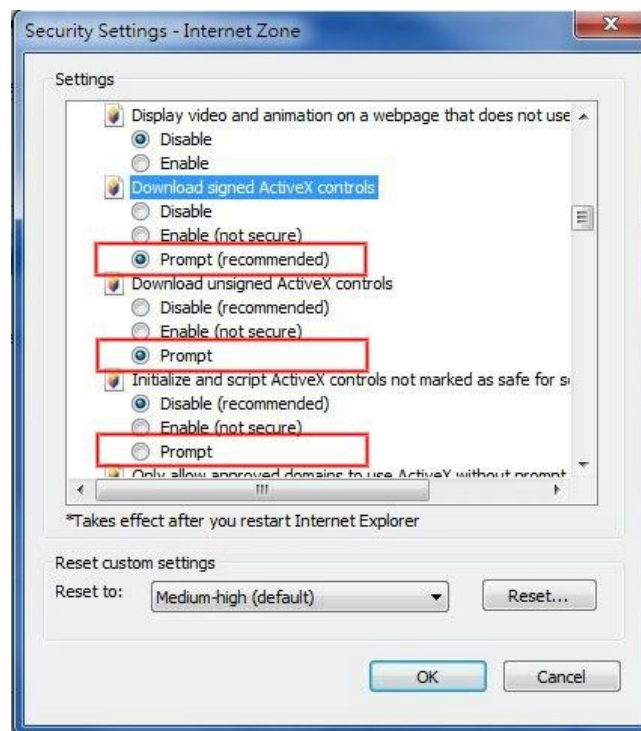 Security Settings - Internet Zone
Settings
Display video and animation on a webpage that does not use
Disable
Enable
Download signed ActiveX controls
Disable
Enable (not secure)
Prompt (recommended)
Download unsigned ActiveX controls
Disable (recommended)
Enable (not secure)
Prompt
Initialize and script ActiveX controls not marked as safe for s
Disable (recommended)
Enable (not secure)
Prompt
Only allow approved domains to use ActiveX without prompt
*Takes effect after you restart Internet Explorer
Reset custom settings
Reset to:
Medium-high (default)
Reset...
OK
Cancel